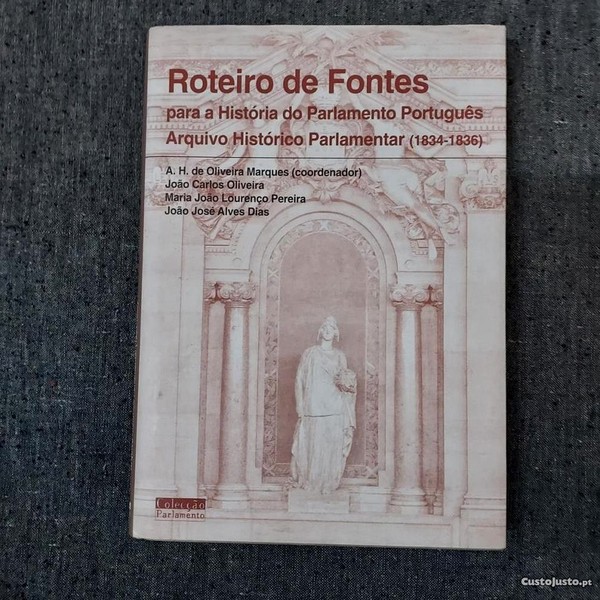 Roteiro de Fontes
para a História do Parlamento Português
Arquivo Histórico Parlamentar (1834-1836)
A. H. de Oliveira Marques (coordenador)
João Carlos Oliveira
Maria João Lourenço Pereira
João José Alves Dias
Colecção
Parlamento
CustoJusto.pt